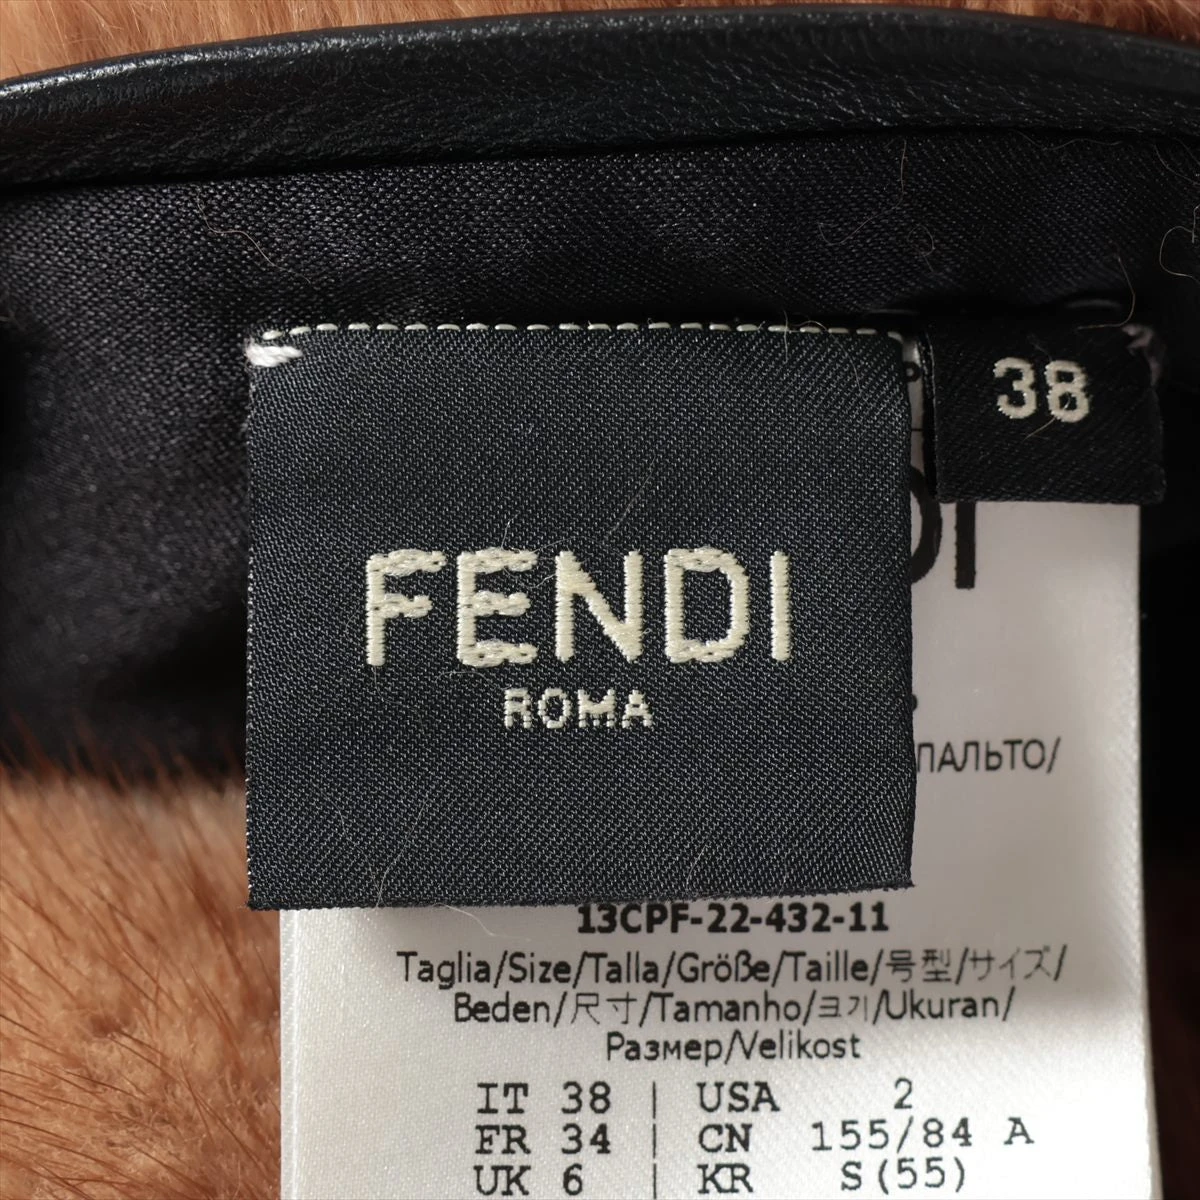 FENDI
ROMA
38
DI
ПАЛЬТО/
13CPF-22-432-11
Taglia/Size/Talla/Größe/Taille/号型/サイズ/
Beden/尺寸/Tamanho/크기/Ukuran/
Размер/Velikost
IT 38 | USA 2
FR 34 | CN 155/84 A
UK 6 | KR S(55)